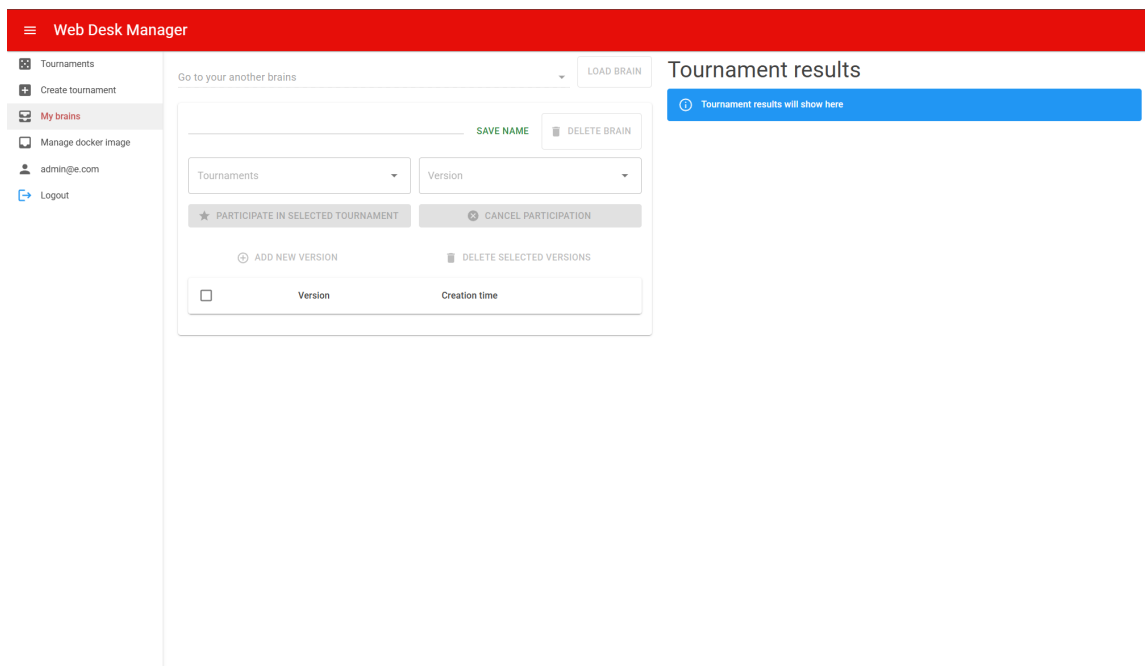 Web Desk Manager
Tournaments
Create tournament
My brains
Manage docker image
admin@e.com
Logout
Go to your another brains
LOAD BRAIN
SAVE NAME
DELETE BRAIN
Tournaments
Version
PARTICIPATE IN SELECTED TOURNAMENT
CANCEL PARTICIPATION
ADD NEW VERSION
DELETE SELECTED VERSIONS
Version
Creation time
Tournament results
Tournament results will show here